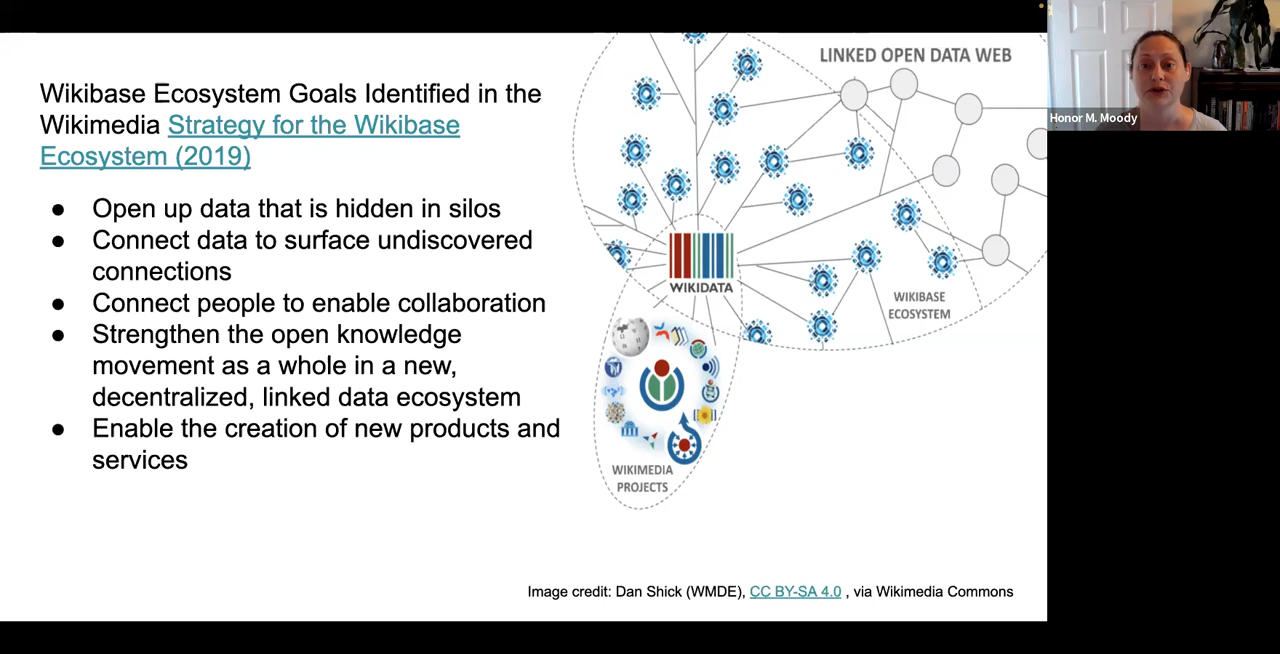 Wikibase Ecosystem Goals Identified in the
Wikimedia Strategy for the Wikibase
Ecosystem (2019)
● Open up data that is hidden in silos
● Connect data to surface undiscovered
connections
● Connect people to enable collaboration
● Strengthen the open knowledge
movement as a whole in a new,
decentralized, linked data ecosystem
● Enable the creation of new products and
services
LINKED OPEN DATA WEB
WIKIDATA
WIKIBASE
ECOSYSTEM
WIKIMEDIA
PROJECTS
Image credit: Dan Shick (WMDE), CC BY-SA 4.0 , via Wikimedia Commons
Honor M. Moody